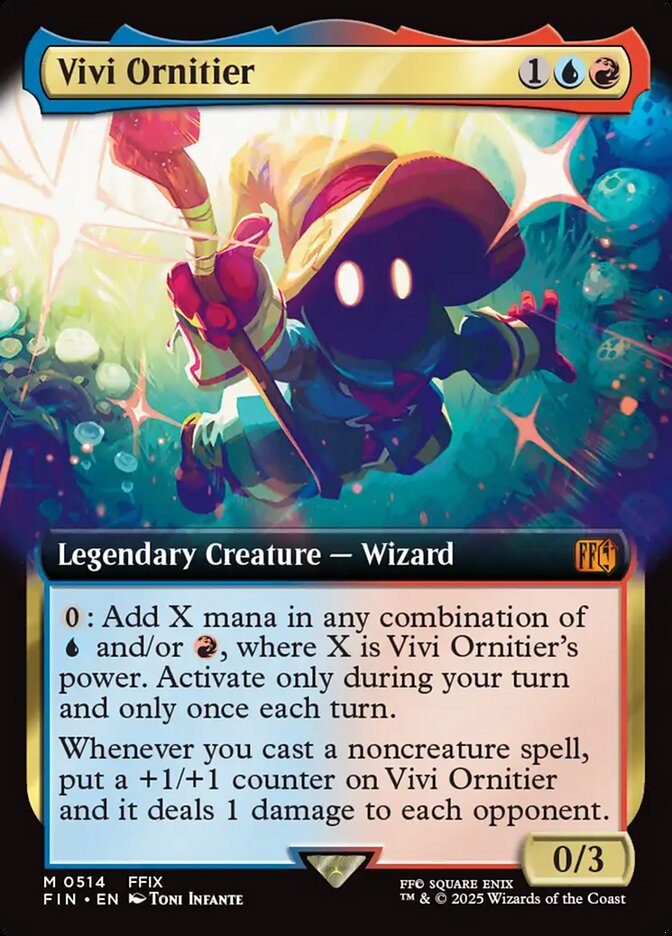 Vivi Ornitier 1
Legendary Creature — Wizard FF
0: Add X mana in any combination of
and/or , where X is Vivi Ornitier's
power. Activate only during your turn
and only once each turn.
Whenever you cast a noncreature spell,
put a +1/+1 counter on Vivi Ornitier
and it deals 1 damage to each opponent.
0/3
M 0514 FFIX
FIN • EN Toni Infante
FF© SQUARE ENIX
™ & © 2025 Wizards of the Coast